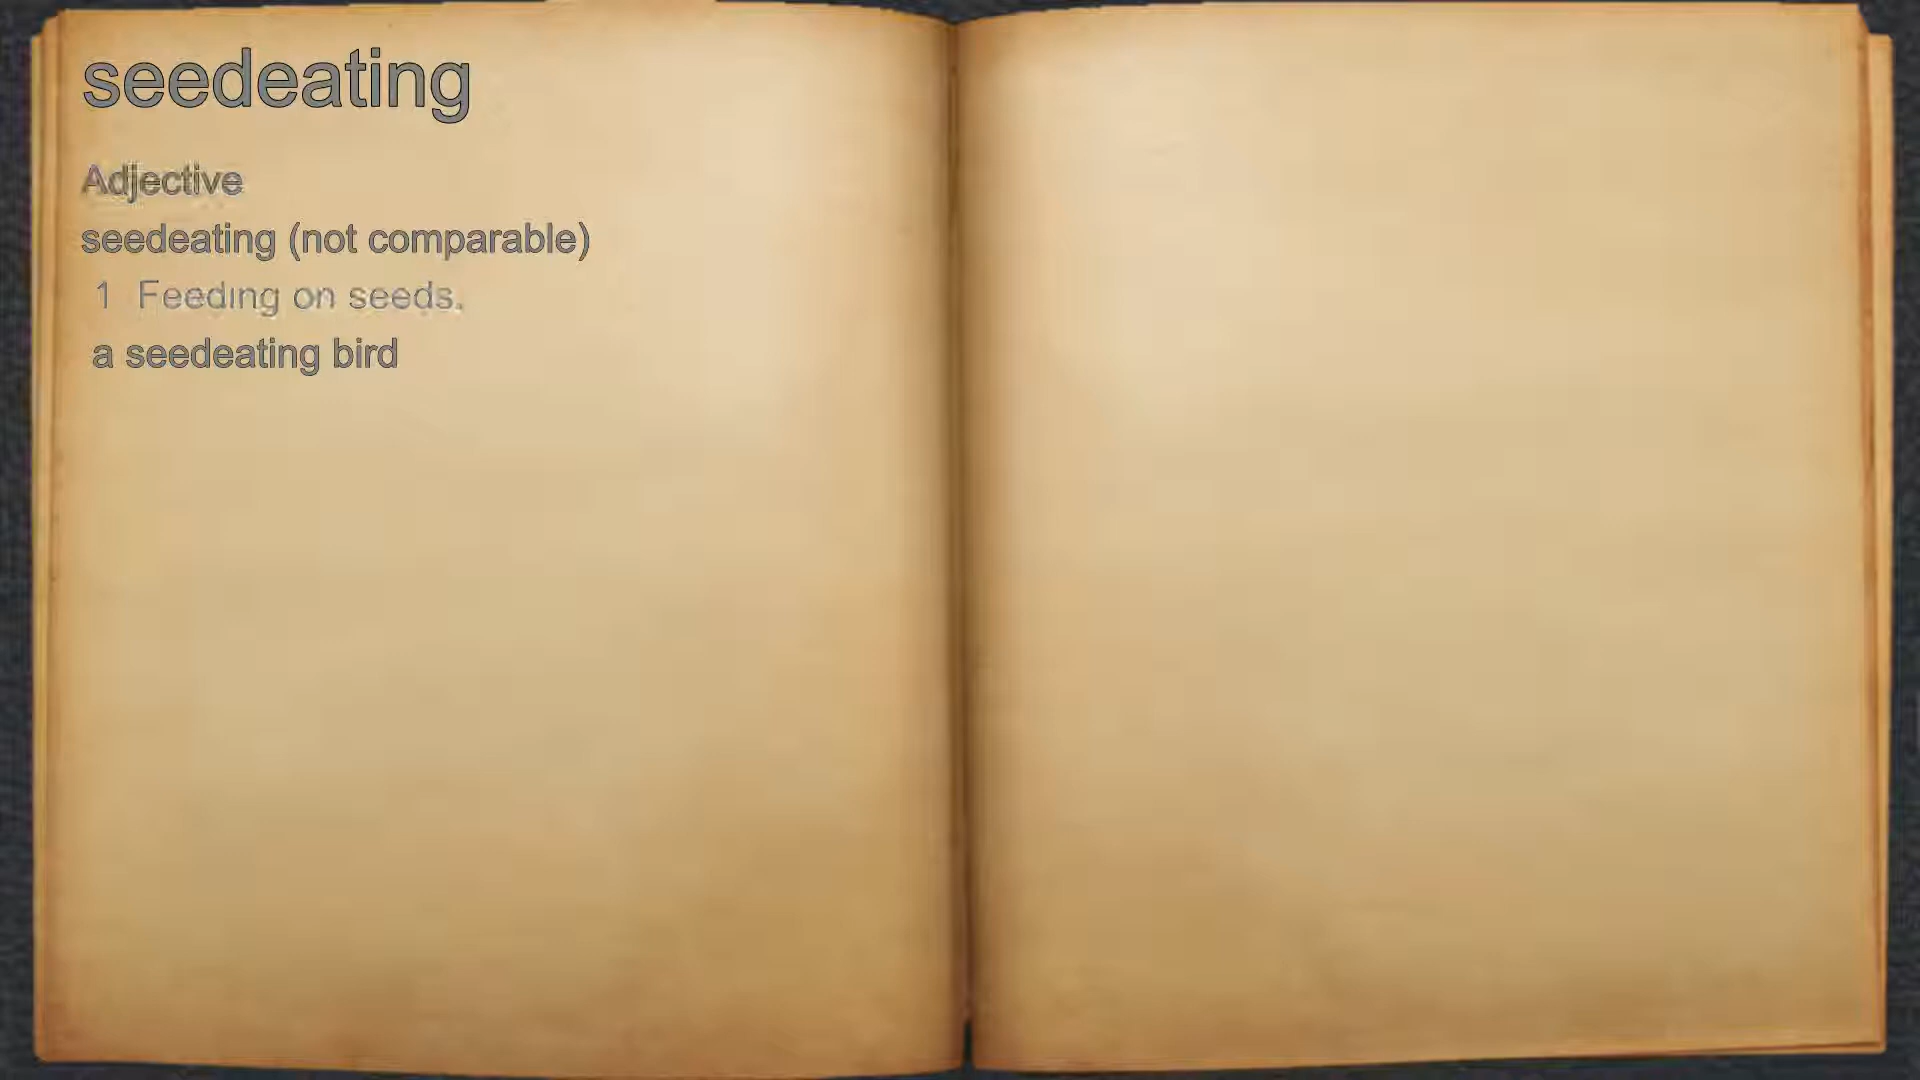 seedeating
Adjective
seedeating (not comparable)
1 Feeding on seeds.
a seedeating bird